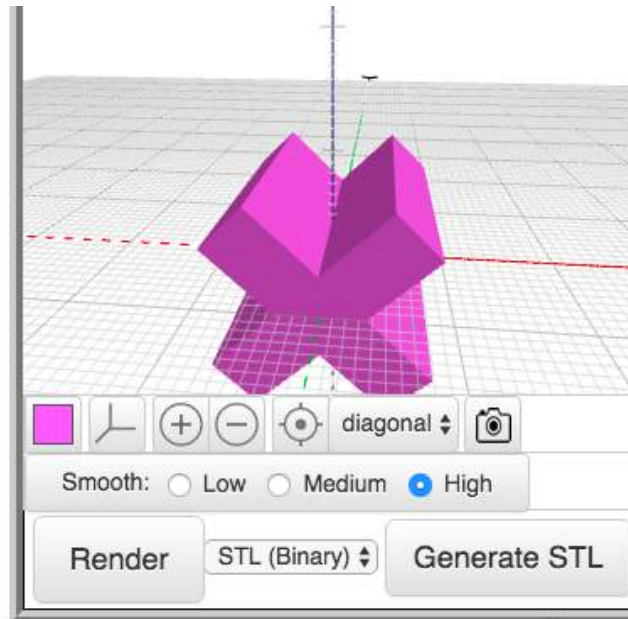 diagonal
Smooth: Low Medium High
Render STL (Binary) Generate STL